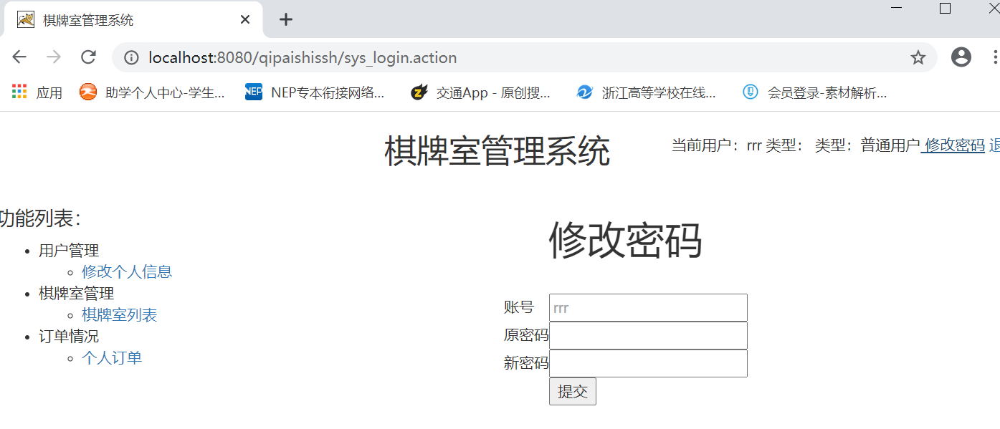 棋牌室管理系统
localhost:8080/qipaishissh/sys_login.action
应用 助学个人中心-学生... NEP NEP专本衔接网络... 交通App - 原创搜... 浙江高等学校在线... 会员登录-素材解析...
棋牌室管理系统 当前用户：rrr 类型： 类型：普通用户 修改密码
功能列表：
用户管理
修改个人信息
棋牌室管理
棋牌室列表
订单情况
个人订单
修改密码
账号 rrr
原密码
新密码
提交